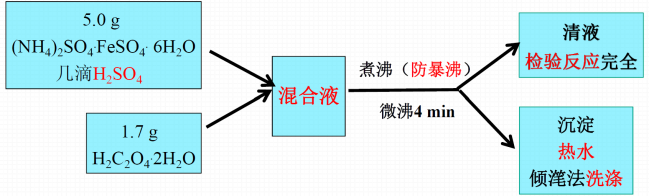 5.0 g
(NH₄)₂SO₄·FeSO₄· 6H₂O
几滴H₂SO₄
1.7 g
H₂C₂O₄·2H₂O
混合液
煮沸（防暴沸）
微沸4 min
清液
检验反应完全
沉淀
热水
倾滗法洗涤